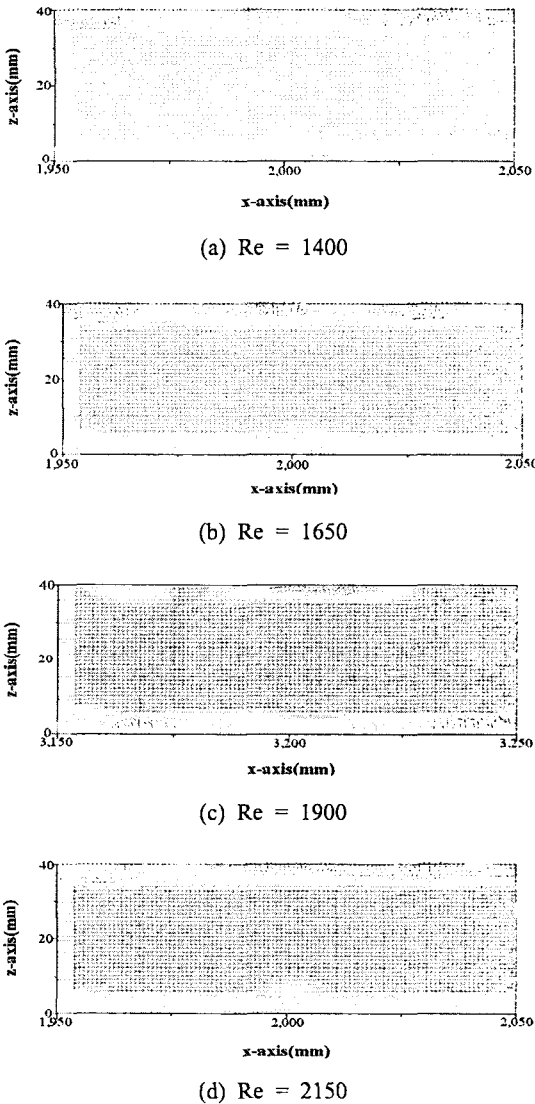 40
z-axis(mm)
20
0
1,950 2,000 2,050
x-axis(mm)
(a) Re = 1400
40
z-axis(mm)
20
0
1,950 2,000 2,050
x-axis(mm)
(b) Re = 1650
40
z-axis(mm)
20
0
3,150 3,200 3,250
x-axis(mm)
(c) Re = 1900
40
z-axis(mm)
20
0
1,950 2,000 2,050
x-axis(mm)
(d) Re = 2150